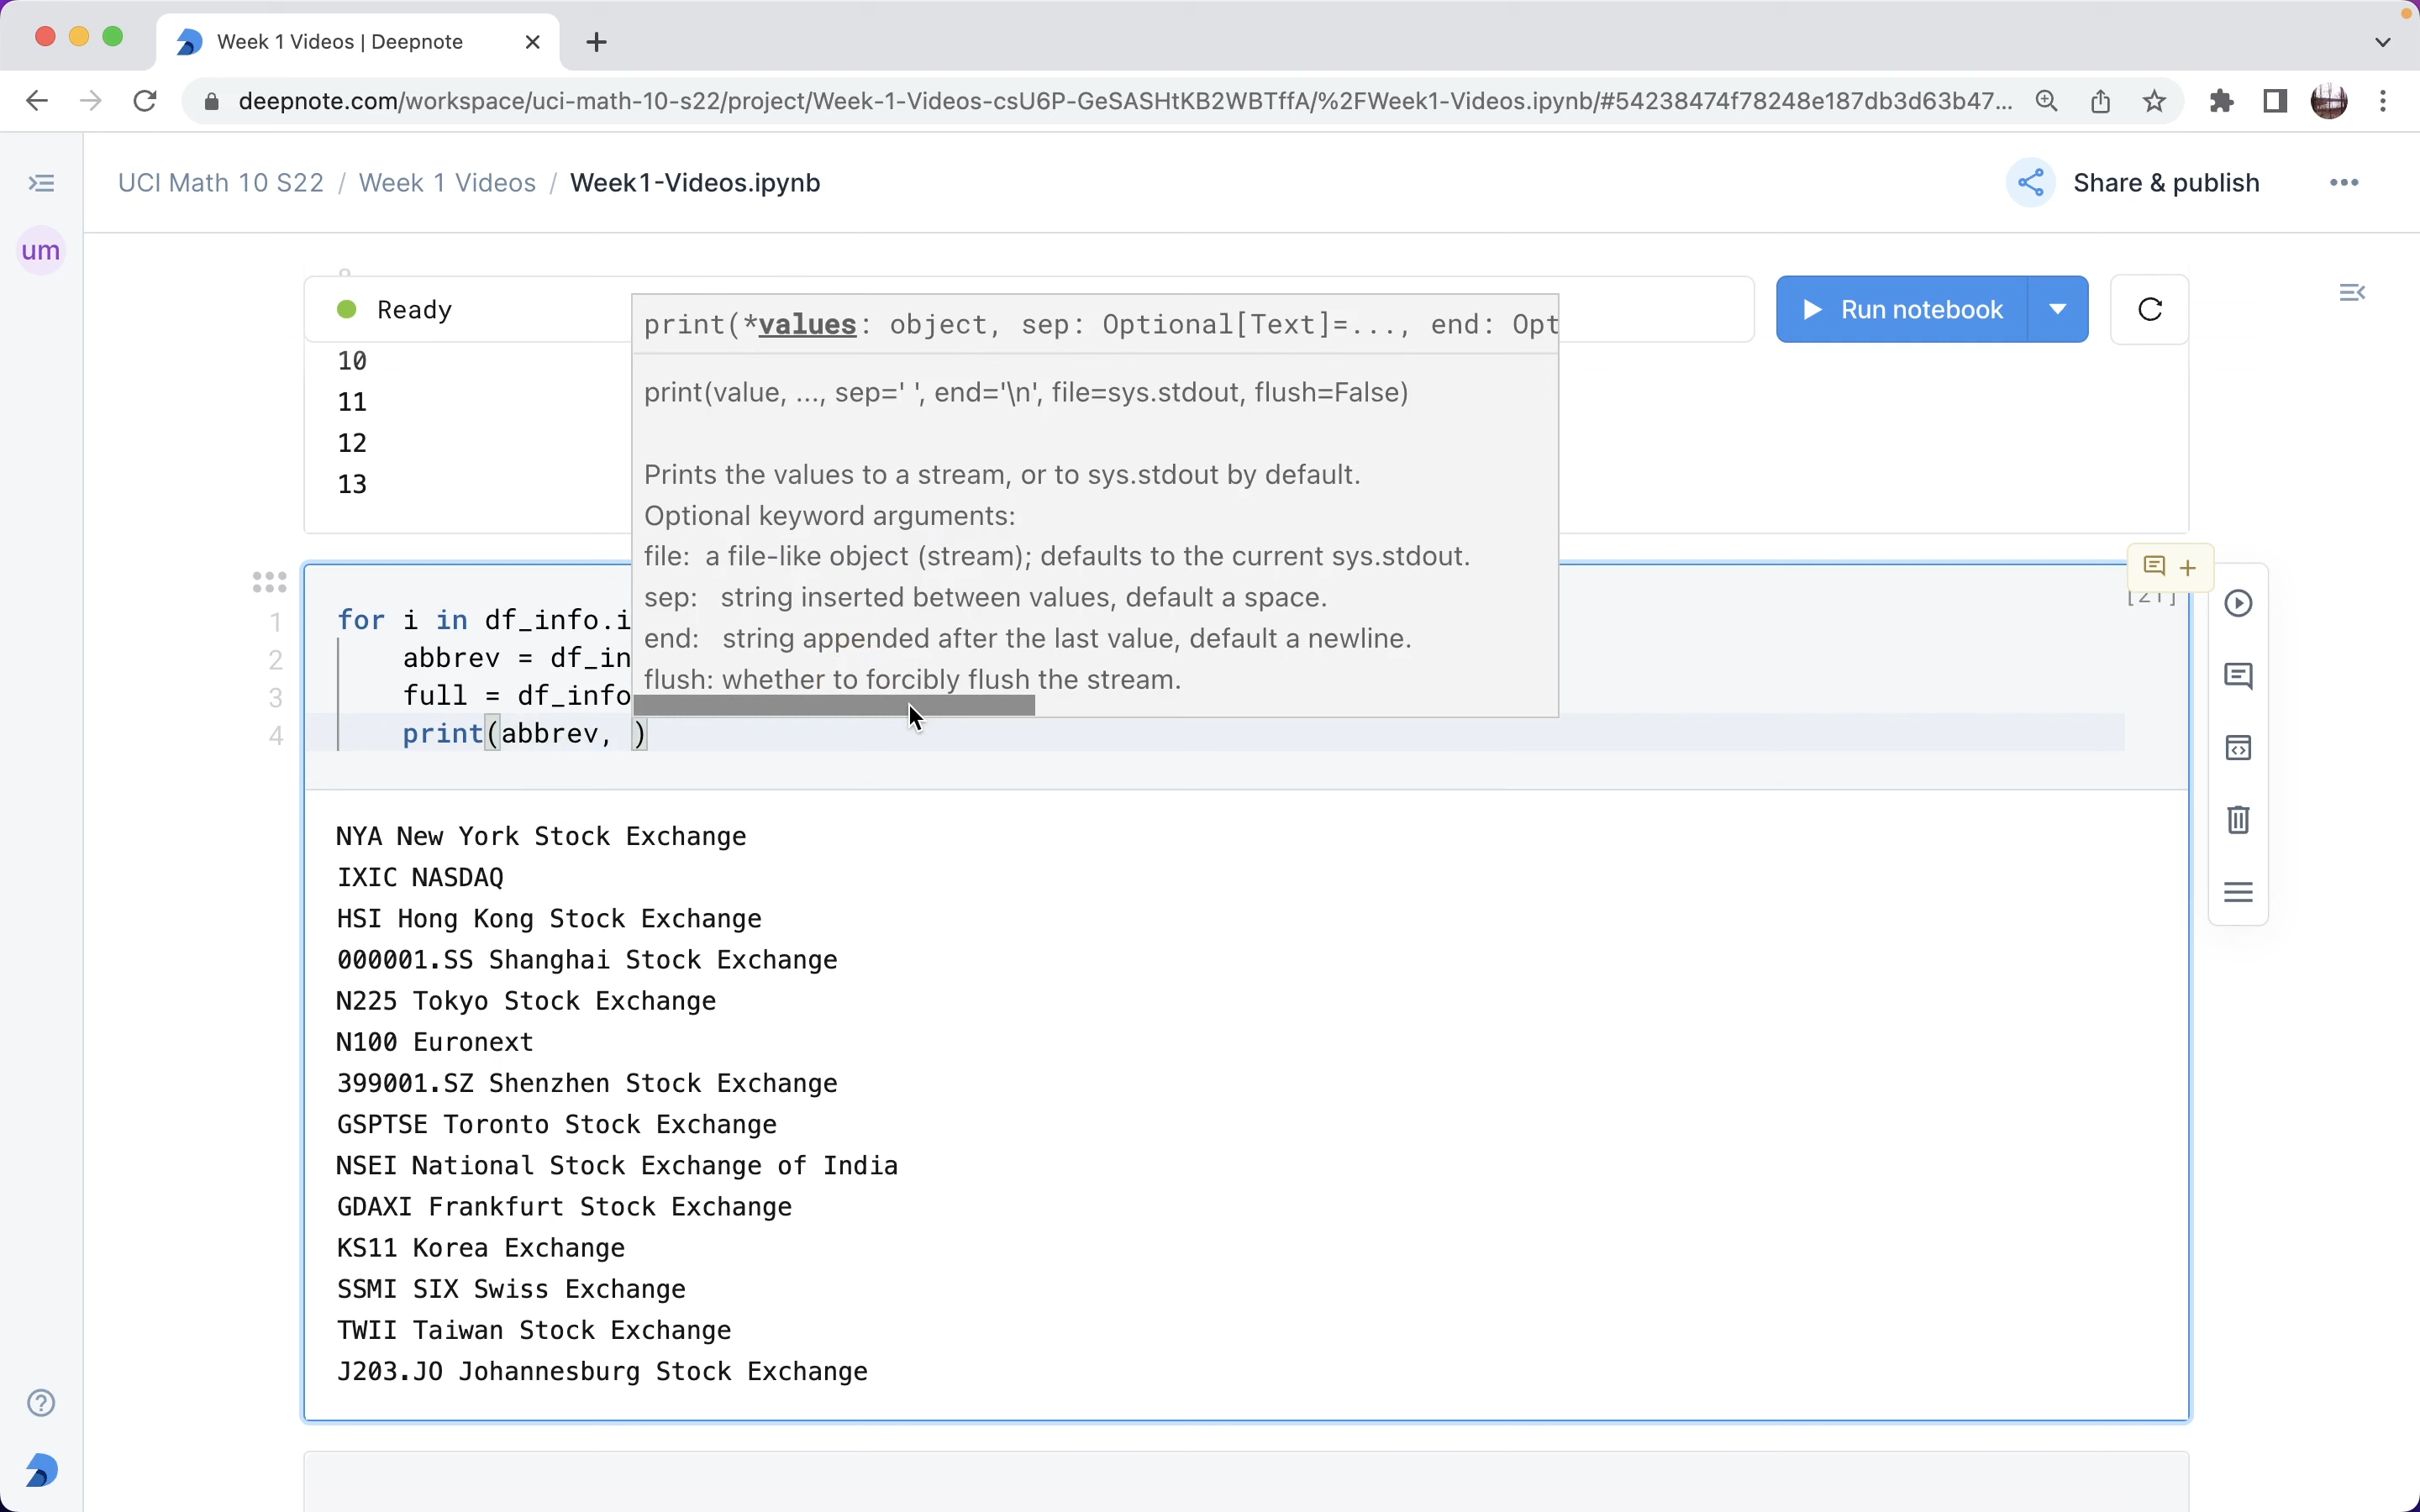 Week 1 Videos | Deepnote
deepnote.com/workspace/uci-math-10-s22/project/Week-1-Videos-csU6P-GeSASHtKB2WBTffA/%2FWeek1-Videos.ipynb/#54238474f78248e187db3d63b47...
um
UCI Math 10 S22 / Week 1 Videos / Week1-Videos.ipynb
Share & publish
Ready
Run notebook
10
11
12
13
print(*values: object, sep: Optional[Text]=..., end: Opt
print(value, ..., sep=' ', end='\n', file=sys.stdout, flush=False)
Prints the values to a stream, or to sys.stdout by default.
Optional keyword arguments:
file: a file-like object (stream); defaults to the current sys.stdout.
sep: string inserted between values, default a space.
end: string appended after the last value, default a newline.
flush: whether to forcibly flush the stream.
[21]
1 for i in df_info.i
2 abbrev = df_in
3 full = df_info
4 print(abbrev, )
NYA New York Stock Exchange
IXIC NASDAQ
HSI Hong Kong Stock Exchange
000001.SS Shanghai Stock Exchange
N225 Tokyo Stock Exchange
N100 Euronext
399001.SZ Shenzhen Stock Exchange
GSPTSE Toronto Stock Exchange
NSEI National Stock Exchange of India
GDAXI Frankfurt Stock Exchange
KS11 Korea Exchange
SSMI SIX Swiss Exchange
TWII Taiwan Stock Exchange
J203.JO Johannesburg Stock Exchange